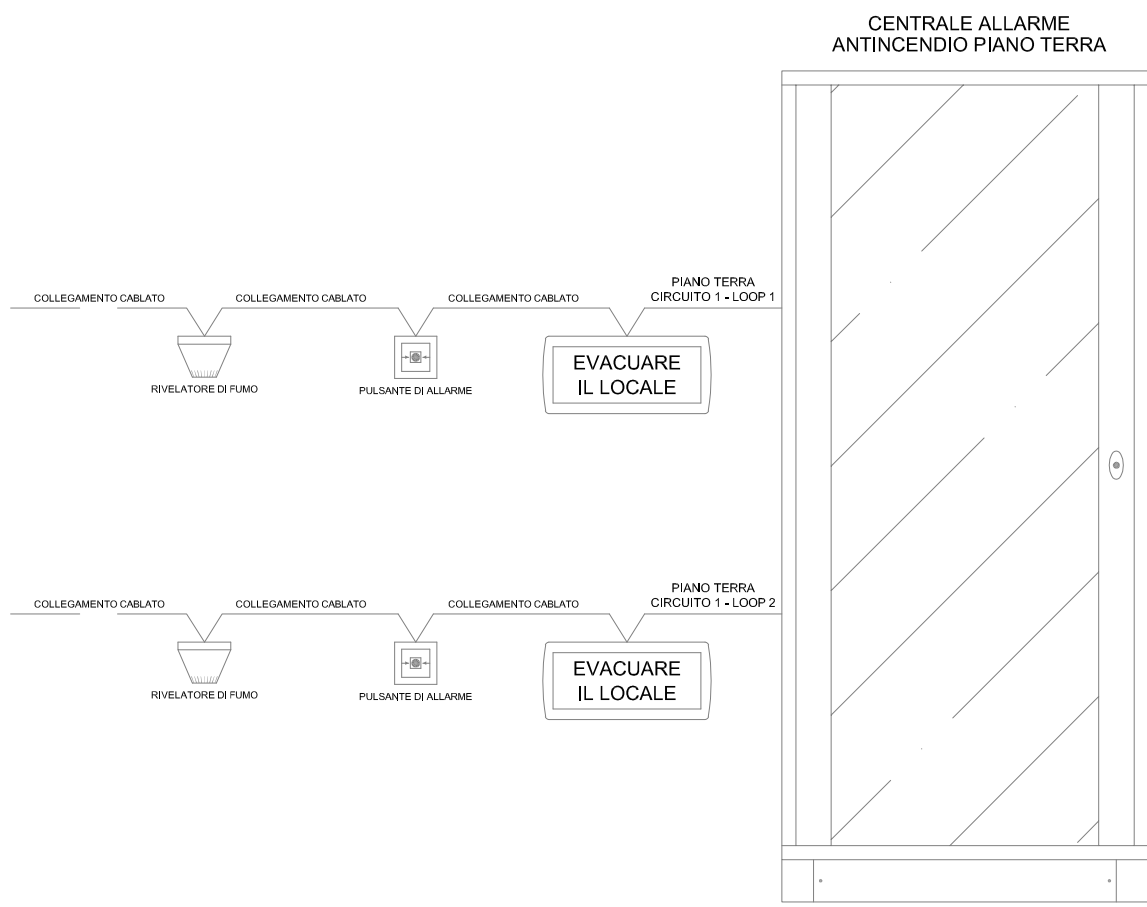 CENTRALE ALLARME
ANTINCENDIO PIANO TERRA
PIANO TERRA
COLLEGAMENTO CABLATO COLLEGAMENTO CABLATO COLLEGAMENTO CABLATO CIRCUITO 1 - LOOP 1
EVACUARE
IL LOCALE
RIVELATORE DI FUMO PULSANTE DI ALLARME
PIANO TERRA
COLLEGAMENTO CABLATO COLLEGAMENTO CABLATO COLLEGAMENTO CABLATO CIRCUITO 1 - LOOP 2
EVACUARE
IL LOCALE
RIVELATORE DI FUMO PULSANTE DI ALLARME